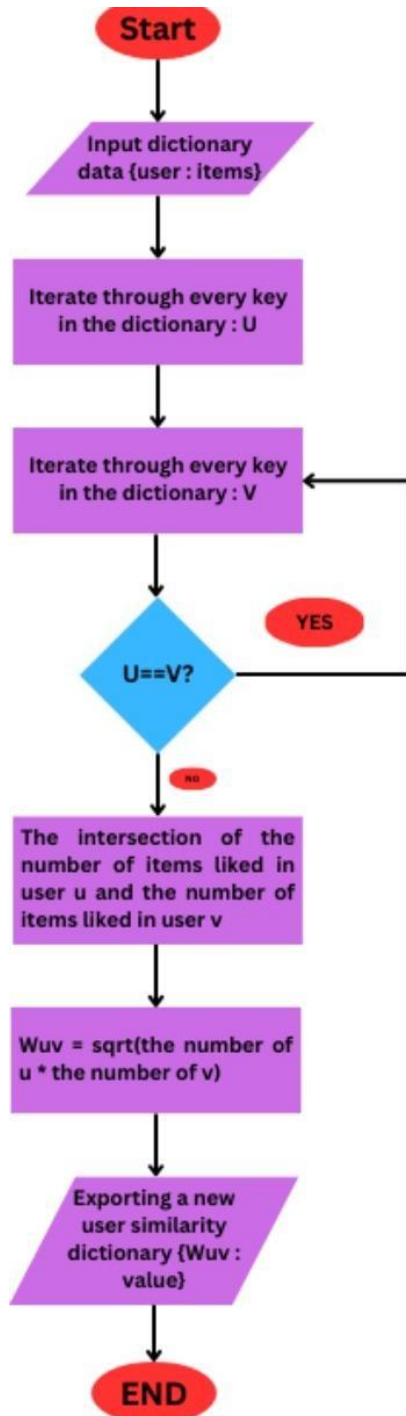 Start
Input dictionary
data {user : items}
Iterate through every key
in the dictionary : U
Iterate through every key
in the dictionary : V
YES
U==V?
NO
The intersection of the
number of items liked in
user u and the number of
items liked in user v
Wuv = sqrt(the number of
u * the number of v)
Exporting a new
user similarity
dictionary {Wuv :
value}
END